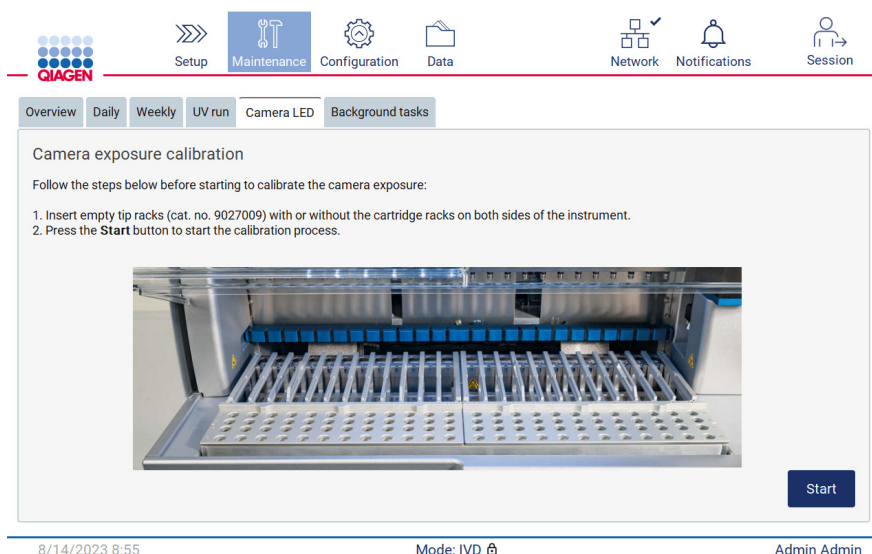 QIAGEN
Setup
Maintenance
Configuration
Data
Network
Notifications
Session
Overview
Daily
Weekly
UV run
Camera LED
Background tasks
Camera exposure calibration
Follow the steps below before starting to calibrate the camera exposure:
1. Insert empty tip racks (cat. no. 9027009) with or without the cartridge racks on both sides of the instrument.
2. Press the Start button to start the calibration process.
Start
8/14/2023 8:55
Mode: IVD
Admin Admin